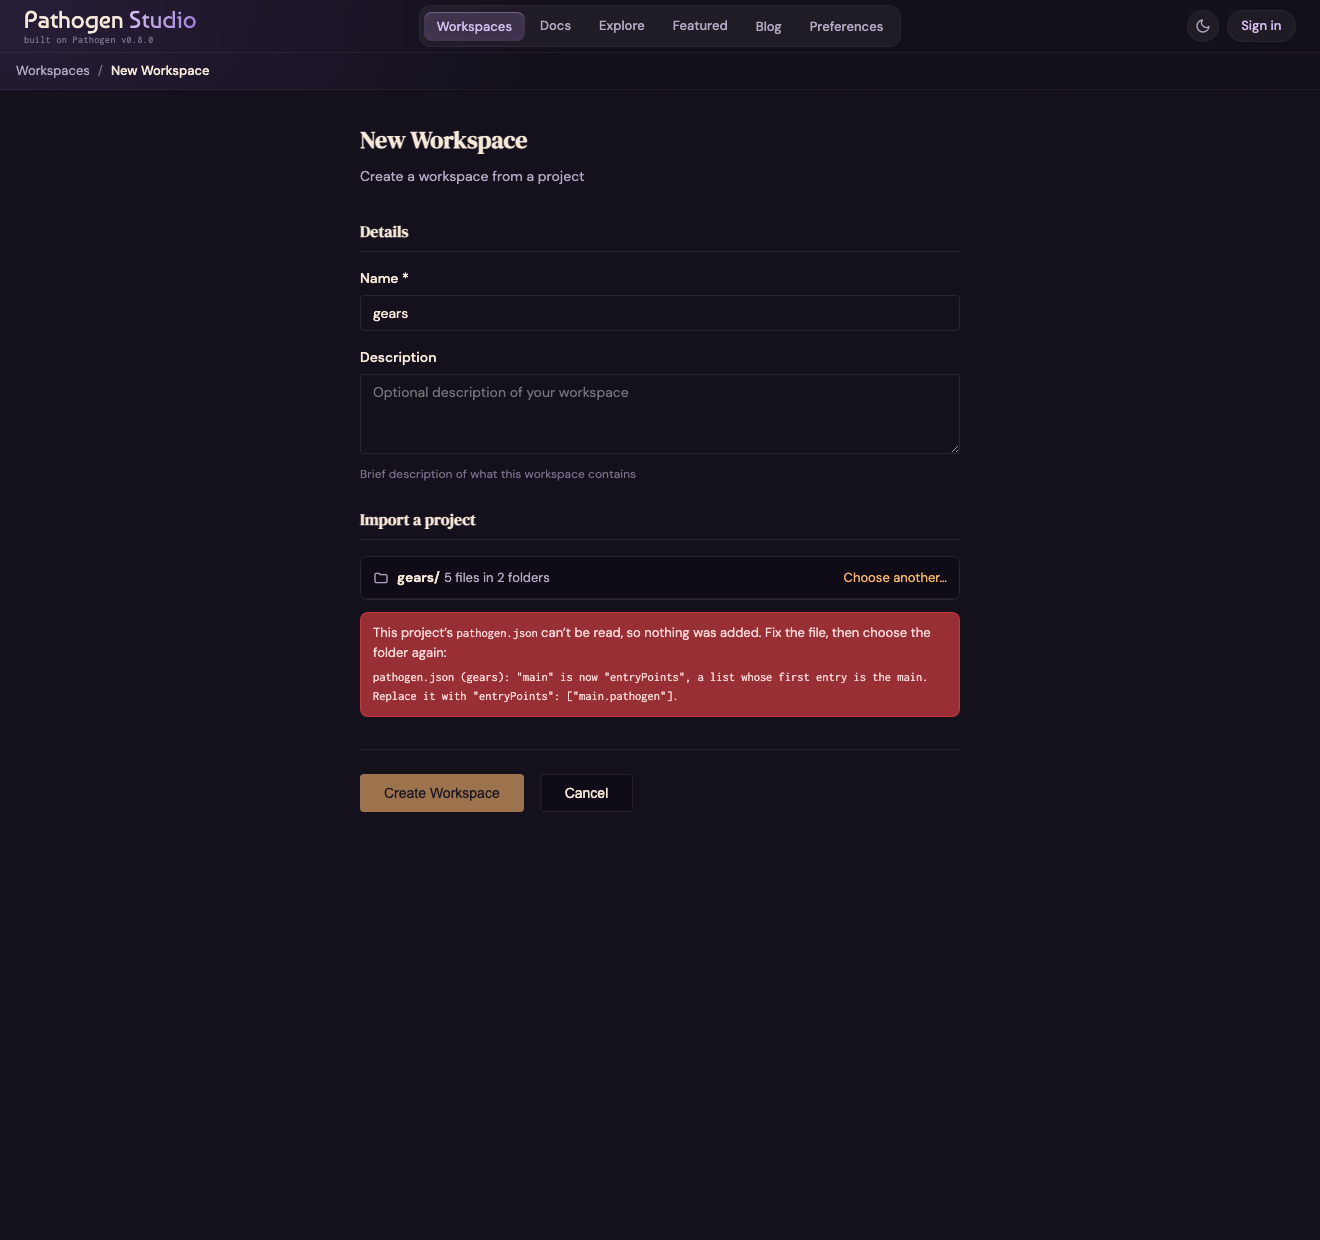 Pathogen Studio
built on Pathogen v0.8.0
Workspaces
Docs
Explore
Featured
Blog
Preferences
Sign in
Workspaces / New Workspace
New Workspace
Create a workspace from a project
Details
Name *
gears
Description
Optional description of your workspace
Brief description of what this workspace contains
Import a project
gears/ 5 files in 2 folders
Choose another…
This project’s pathogen.json can’t be read, so nothing was added. Fix the file, then choose the
folder again:
pathogen.json (gears): "main" is now "entryPoints", a list whose first entry is the main.
Replace it with "entryPoints": ["main.pathogen"].
Create Workspace
Cancel